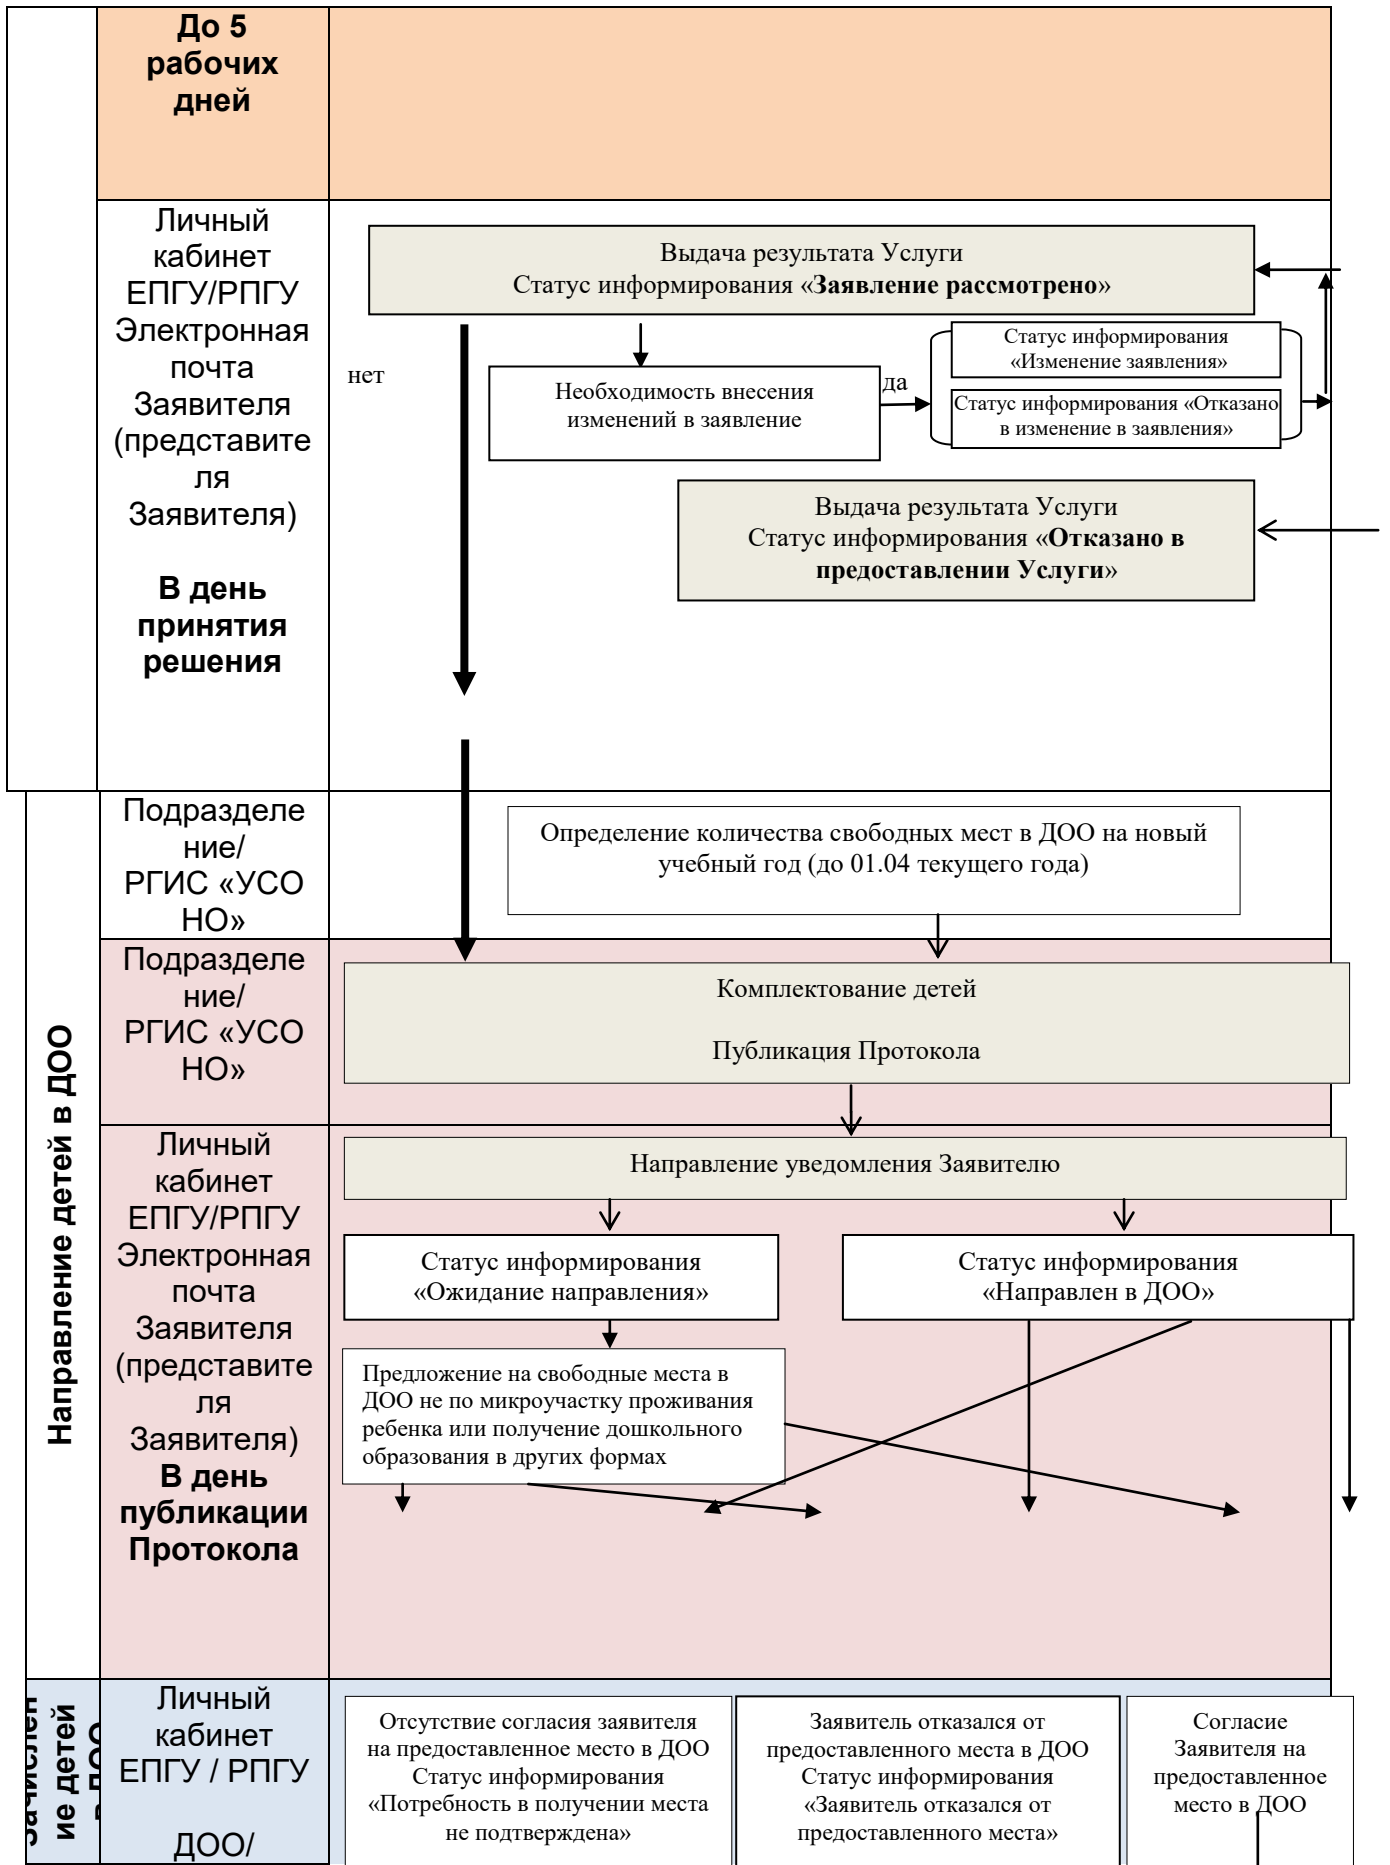 До 5
рабочих
дней
Личный
кабинет
ЕПГУ/РПГУ
Электронная
почта
Заявителя
(представите
ля
Заявителя)
В день
принятия
решения
Выдача результата Услуги
Статус информирования «Заявление рассмотрено»
нет
Необходимость внесения
изменений в заявление
да
Статус информирования
«Изменение заявления»
Статус информирования «Отказано
в изменение в заявления»
Выдача результата Услуги
Статус информирования «Отказано в
предоставлении Услуги»
Направление детей в ДОО
Подразделе
ние/
РГИС «УСО
НО»
Определение количества свободных мест в ДОО на новый
учебный год (до 01.04 текущего года)
Подразделе
ние/
РГИС «УСО
НО»
Комплектование детей
Публикация Протокола
Личный
кабинет
ЕПГУ/РПГУ
Электронная
почта
Заявителя
(представите
ля
Заявителя)
В день
публикации
Протокола
Направление уведомления Заявителю
Статус информирования
«Ожидание направления»
Статус информирования
«Направлен в ДОО»
Предложение на свободные места в
ДОО не по микроучастку проживания
ребенка или получение дошкольного
образования в других формах
Зачислен
ие детей
в ДОО
Личный
кабинет
ЕПГУ / РПГУ
ДОО/
Отсутствие согласия заявителя
на предоставленное место в ДОО
Статус информирования
«Потребность в получении места
не подтверждена»
Заявитель отказался от
предоставленного места в ДОО
Статус информирования
«Заявитель отказался от
предоставленного места»
Согласие
Заявителя на
предоставленное
место в ДОО